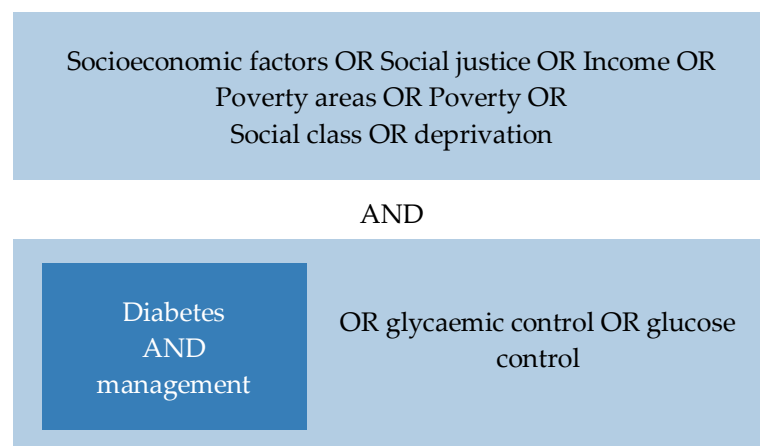 Socioeconomic factors OR Social justice OR Income OR
Poverty areas OR Poverty OR
Social class OR deprivation
AND
Diabetes
AND
management
OR glycaemic control OR glucose
control